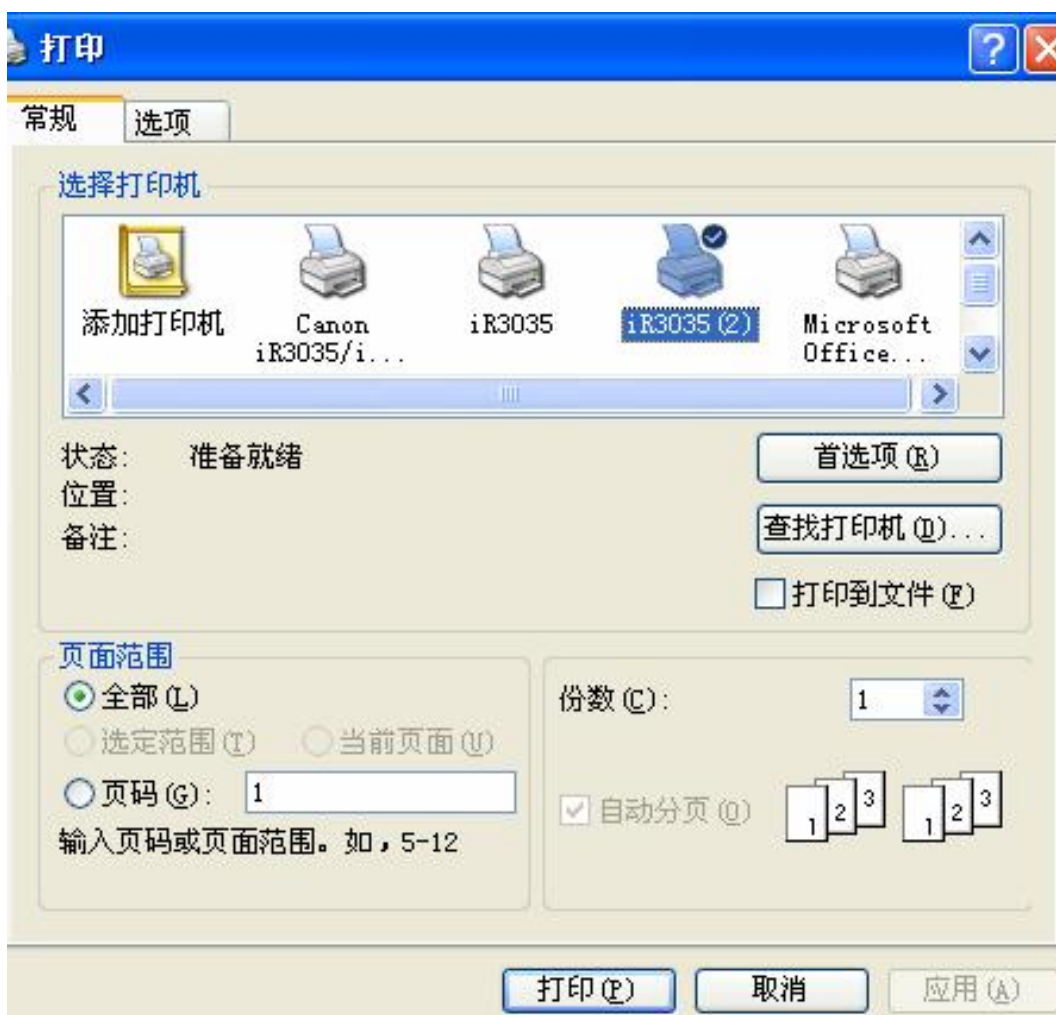 打印
常规 选项
选择打印机
添加打印机
Canon
iR3035/i...
iR3035
iR3035(2)
Microsoft
Office...
状态: 准备就绪
位置:
备注:
首选项(R)
查找打印机(D)...
打印到文件(F)
页面范围
全部(L)
选定范围(T) 当前页面(U)
页码(G): 1
输入页码或页面范围。如,5-12
份数(C): 1
自动分页(O)
1 2 3 1 2 3
打印(P) 取消 应用(A)